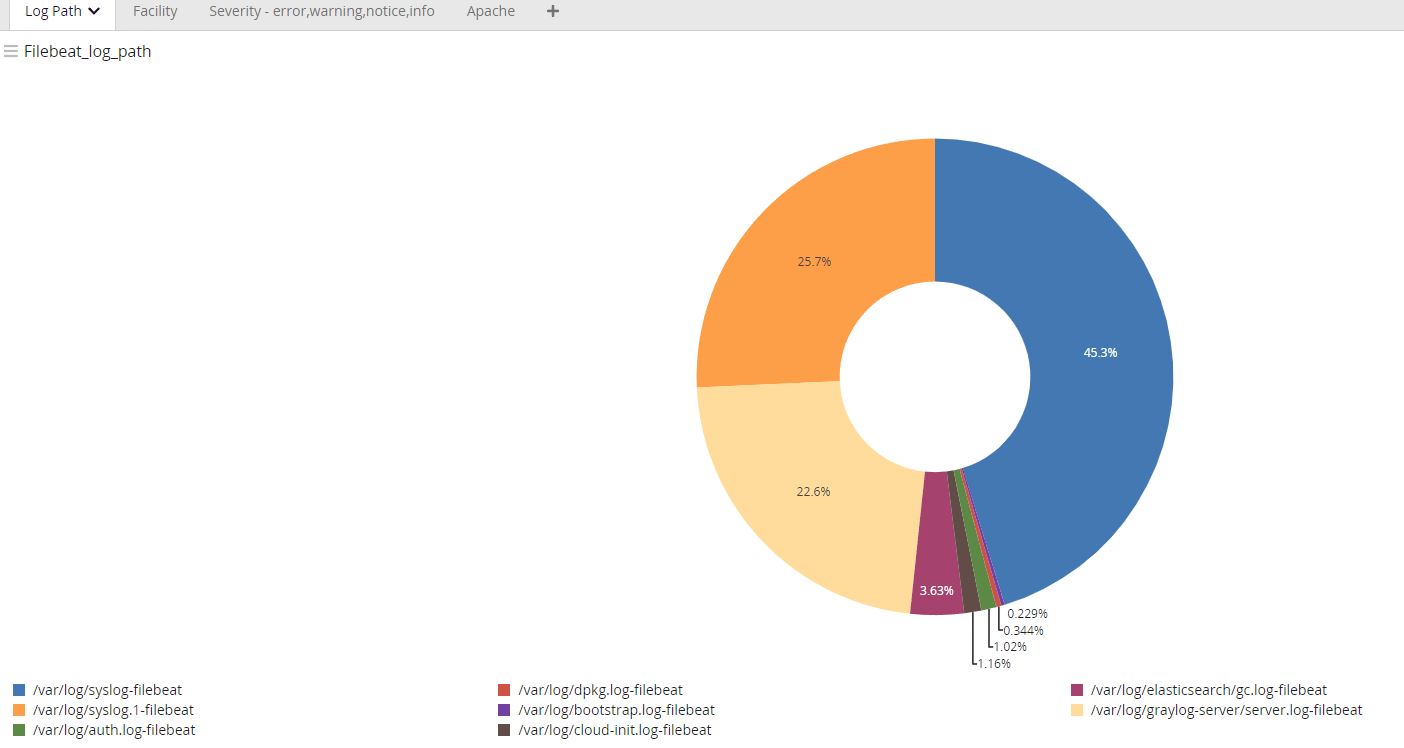 Log Path Facility Severity - error,warning,notice,info Apache +
Filebeat_log_path
25.7%
45.3%
22.6%
3.63%
0.229%
0.344%
1.02%
1.16%
/var/log/syslog-filebeat
/var/log/syslog.1-filebeat
/var/log/auth.log-filebeat
/var/log/dpkg.log-filebeat
/var/log/bootstrap.log-filebeat
/var/log/cloud-init.log-filebeat
/var/log/elasticsearch/gc.log-filebeat
/var/log/graylog-server/server.log-filebeat